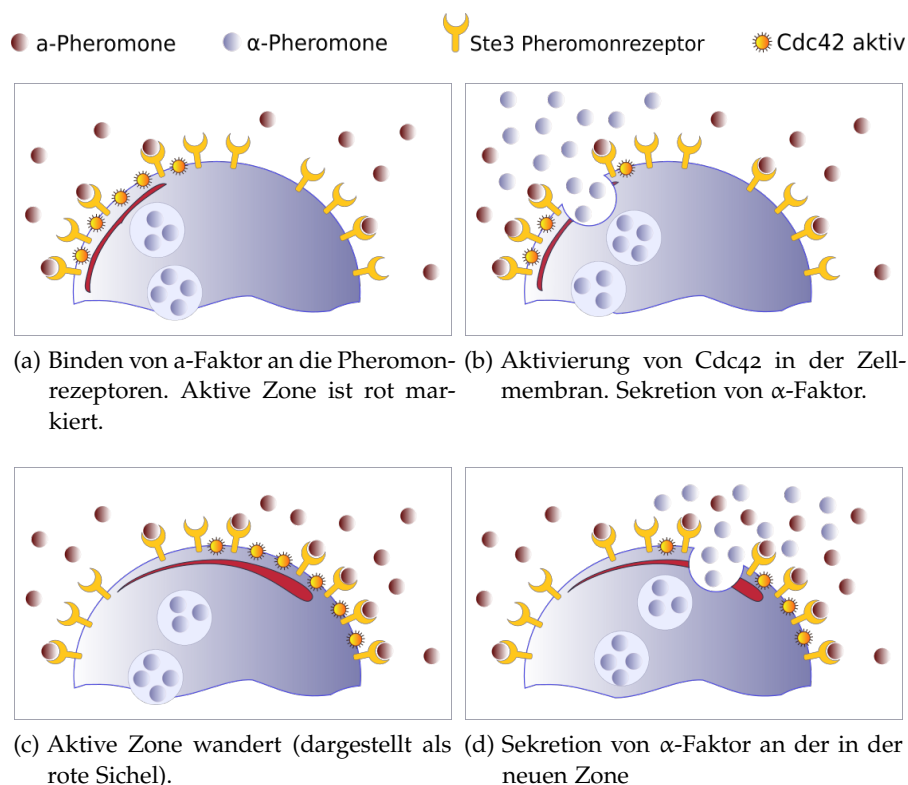 a-Pheromone α-Pheromone Ste3 Pheromonrezeptor Cdc42 aktiv
(a) Binden von a-Faktor an die Pheromon-
rezeptoren. Aktive Zone ist rot mar-
kiert.
(b) Aktivierung von Cdc42 in der Zell-
membran. Sekretion von α-Faktor.
(c) Aktive Zone wandert (dargestellt als
rote Sichel).
(d) Sekretion von α-Faktor an der in der
neuen Zone